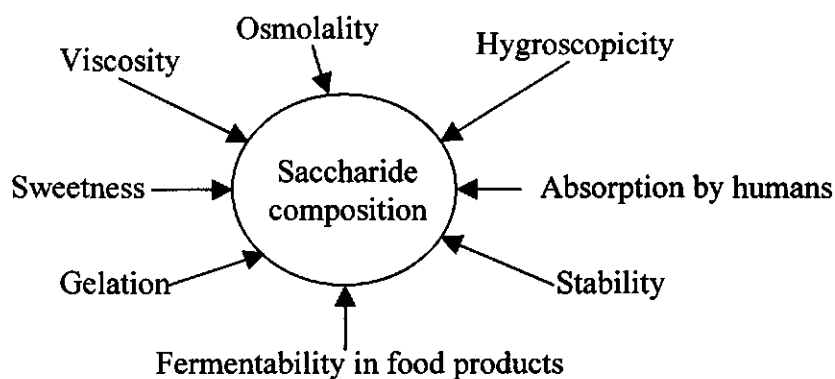 Osmolality
Viscosity
Hygroscopicity
Sweetness
Saccharide
composition
Absorption by humans
Gelation
Stability
Fermentability in food products